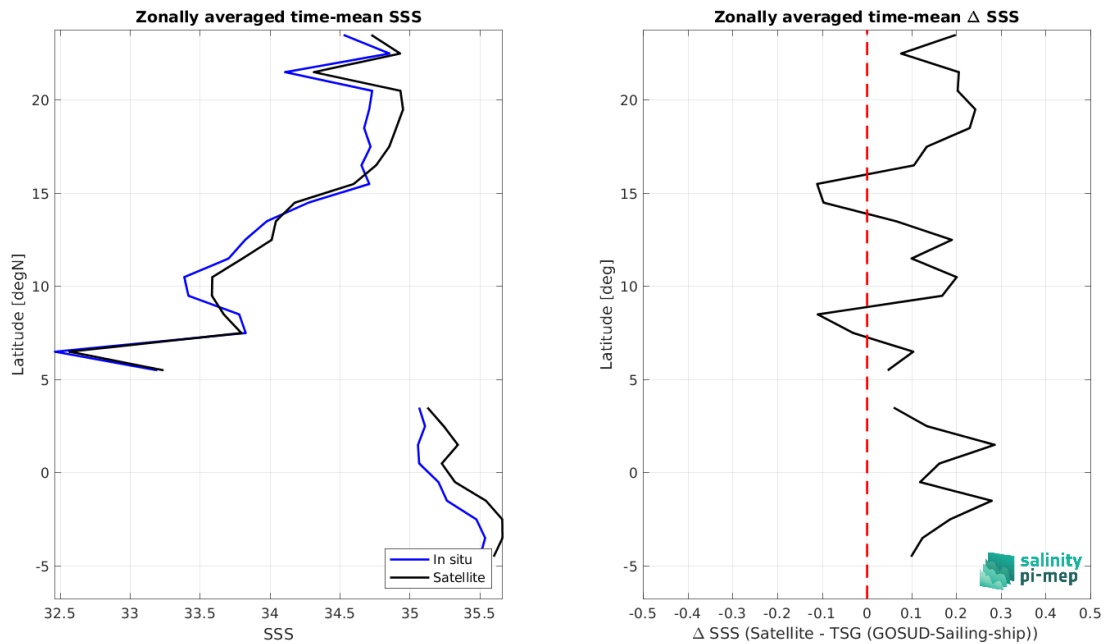 Zonally averaged time-mean SSS
Latitude [degN]
20
15
10
5
0
-5
32.5 33 33.5 34 34.5 35 35.5
SSS
In situ
Satellite
Zonally averaged time-mean Δ SSS
Latitude [deg]
20
15
10
5
0
-5
-0.5 -0.4 -0.3 -0.2 -0.1 0 0.1 0.2 0.3 0.4 0.5
Δ SSS (Satellite - TSG (GOSUD-Sailing-ship))
salinity
pi-mep